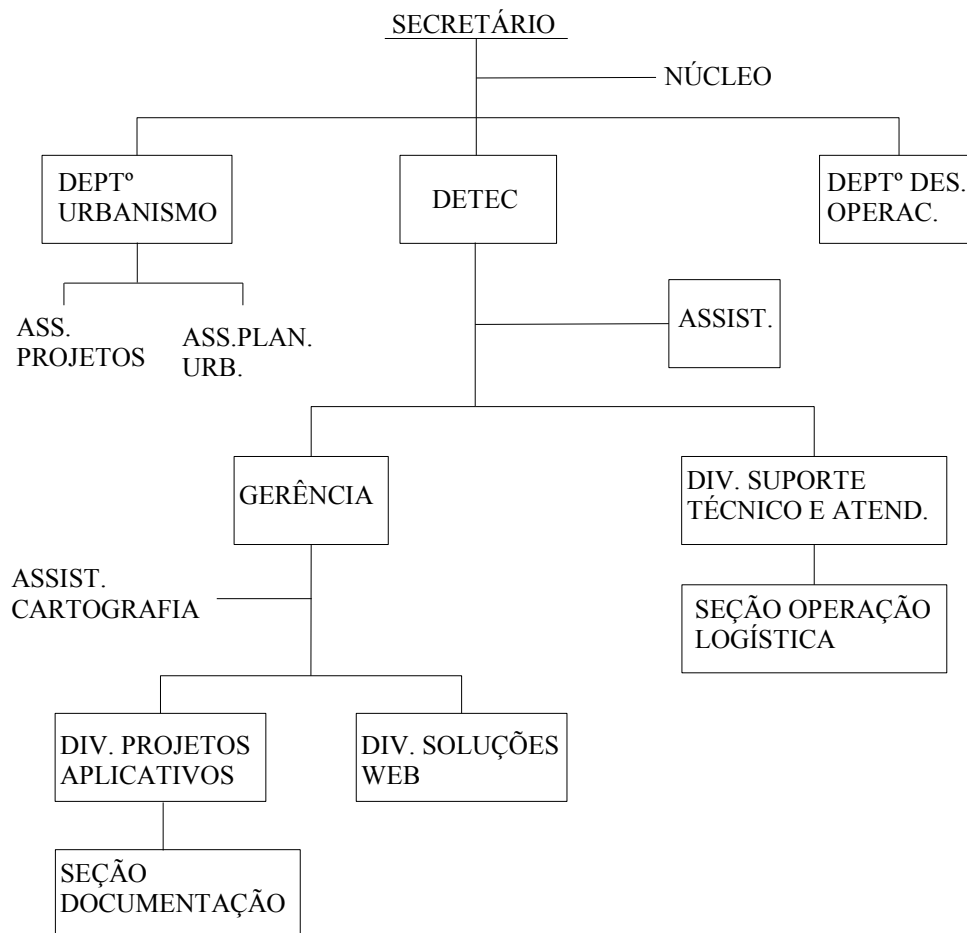 SECRETÁRIO
NÚCLEO
DEPTº
URBANISMO
DETEC
DEPTº DES.
OPERAC.
ASS.
PROJETOS
ASS.PLAN.
URB.
ASSIST.
GERÊNCIA
DIV. SUPORTE
TÉCNICO E ATEND.
ASSIST.
CARTOGRAFIA
SEÇÃO OPERAÇÃO
LOGÍSTICA
DIV. PROJETOS
APLICATIVOS
DIV. SOLUÇÕES
WEB
SEÇÃO
DOCUMENTAÇÃO